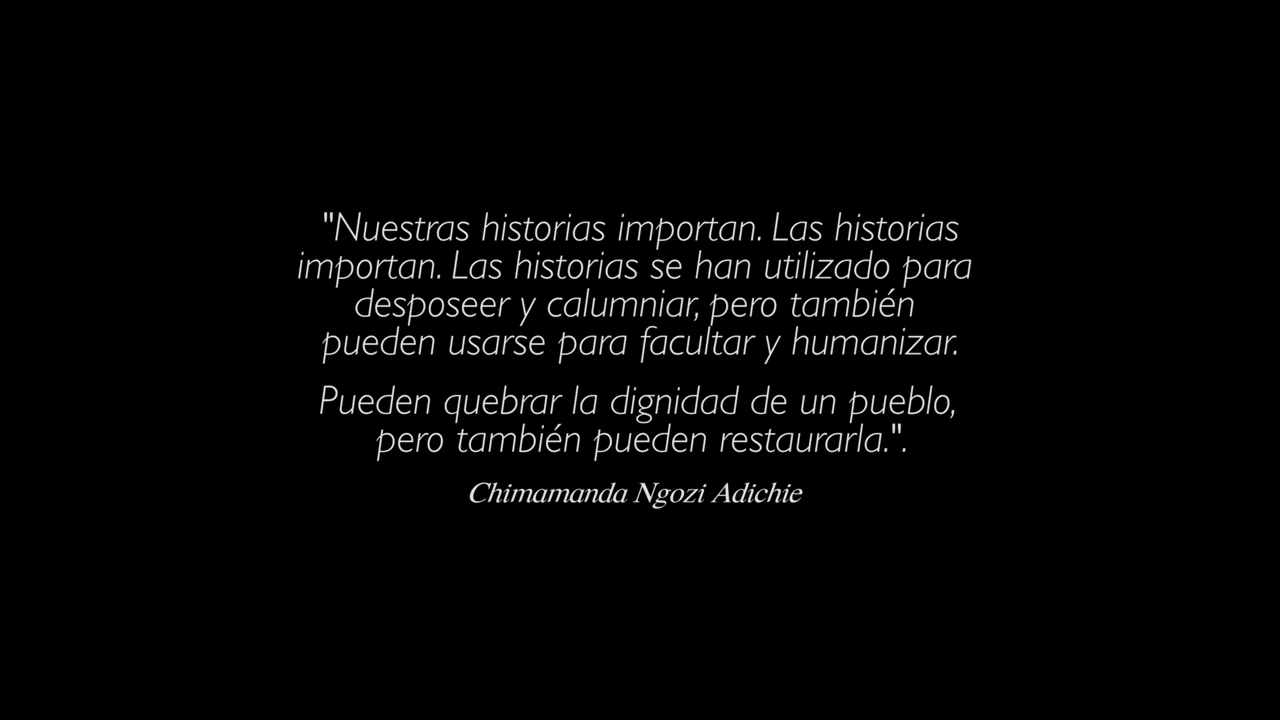 "Nuestras historias importan. Las historias
importan. Las historias se han utilizado para
desposeer y calumniar, pero también
pueden usarse para facultar y humanizar.
Pueden quebrar la dignidad de un pueblo,
pero también pueden restaurarla.".
Chimamanda Ngozi Adichie